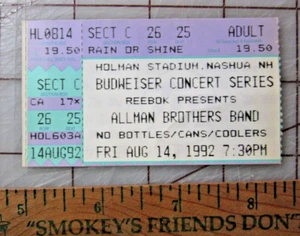 HL0814 SECT C 26 25 ADULT
19.50 RAIN OR SHINE 19.50
SECT C HOLMAN STADIUM.NASHUA.NH
BUDWEISER CONCERT SERIES
CA 17× REEBOK PRESENTS
26 25 ALLMAN BROTHERS BAND
HDL603A NO BOTTLES/CANS/COOLERS
14AUG92 FRI AUG 14, 1992 7:30PM
5 6 7 8 9
"SMOKEY'S FRIENDS DON'